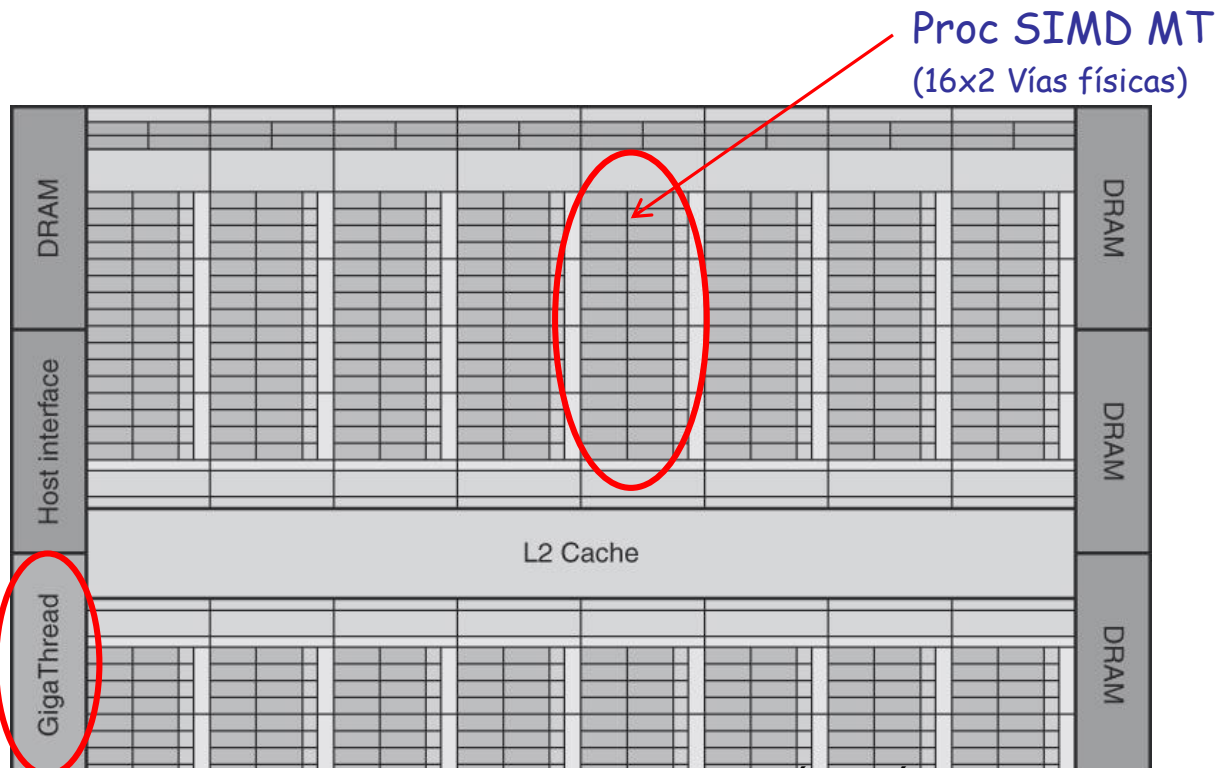 Proc SIMD MT
(16x2 Vías físicas)
DRAM
Host interface
GigaThread
L2 Cache
DRAM
DRAM
DRAM